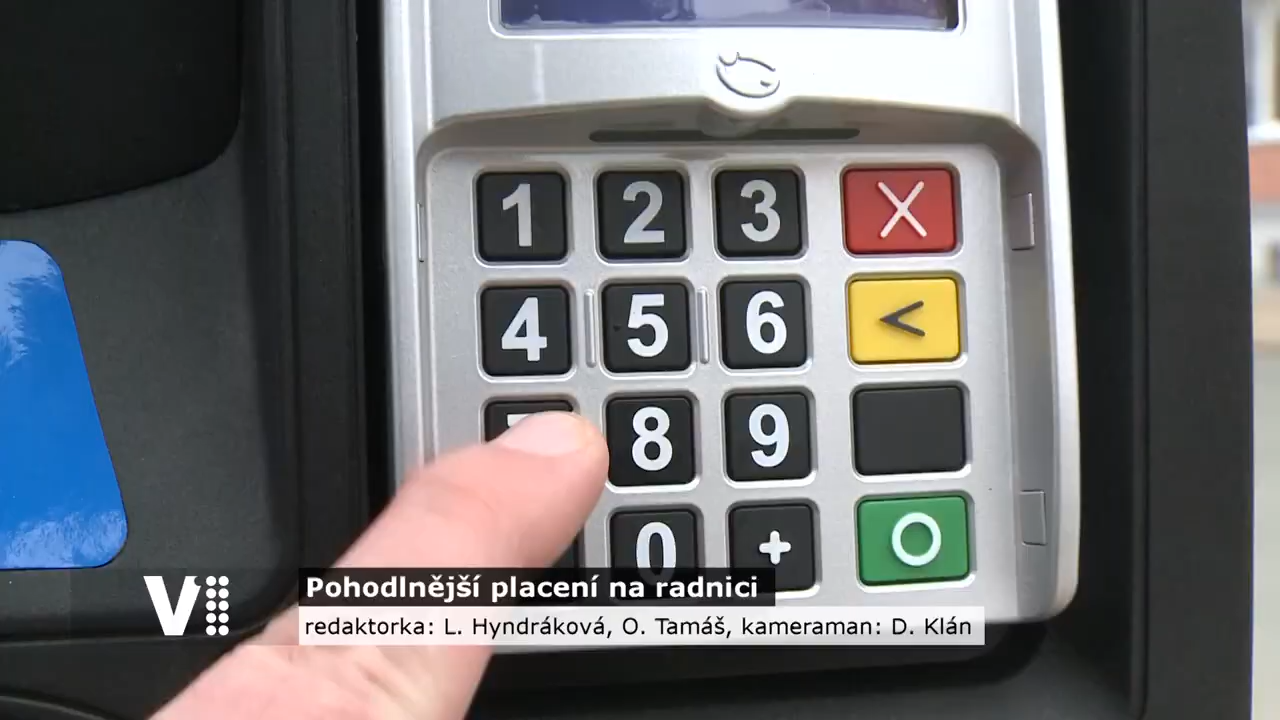 1 2 3 X
4 5 6 <
8 9
0 + O
V
Pohodlnější placení na radnici
redaktorka: L. Hyndráková, O. Tamáš, kameraman: D. Klán